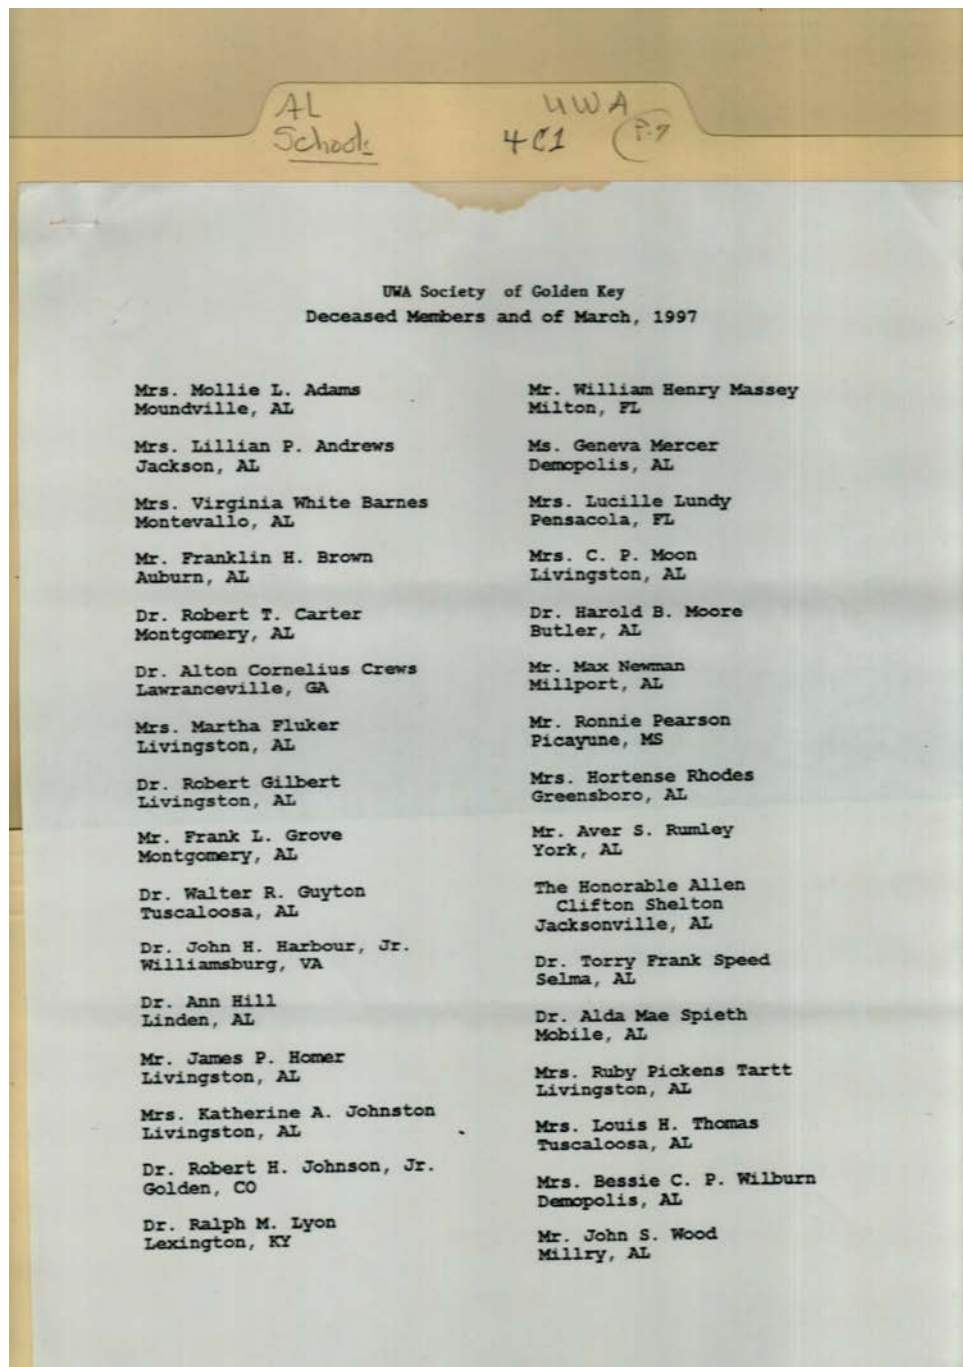 AL
Schools
UWA
4C1
P.7
UWA Society of Golden Key
Deceased Members and of March, 1997
Mrs. Mollie L. Adams
Moundville, AL
Mrs. Lillian P. Andrews
Jackson, AL
Mrs. Virginia White Barnes
Montevallo, AL
Mr. Franklin H. Brown
Auburn, AL
Dr. Robert T. Carter
Montgomery, AL
Dr. Alton Cornelius Crews
Lawranceville, GA
Mrs. Martha Fluker
Livingston, AL
Dr. Robert Gilbert
Livingston, AL
Mr. Frank L. Grove
Montgomery, AL
Dr. Walter R. Guyton
Tuscaloosa, AL
Dr. John H. Harbour, Jr.
Williamsburg, VA
Dr. Ann Hill
Linden, AL
Mr. James P. Homer
Livingston, AL
Mrs. Katherine A. Johnston
Livingston, AL
Dr. Robert H. Johnson, Jr.
Golden, CO
Dr. Ralph M. Lyon
Lexington, KY
Mr. William Henry Massey
Milton, FL
Ms. Geneva Mercer
Demopolis, AL
Mrs. Lucille Lundy
Pensacola, FL
Mrs. C. P. Moon
Livingston, AL
Dr. Harold B. Moore
Butler, AL
Mr. Max Newman
Millport, AL
Mr. Ronnie Pearson
Picayune, MS
Mrs. Hortense Rhodes
Greensboro, AL
Mr. Aver S. Rumley
York, AL
The Honorable Allen
Clifton Shelton
Jacksonville, AL
Dr. Torry Frank Speed
Selma, AL
Dr. Alda Mae Spieth
Mobile, AL
Mrs. Ruby Pickens Tartt
Livingston, AL
Mrs. Louis H. Thomas
Tuscaloosa, AL
Mrs. Bessie C. P. Wilburn
Demopolis, AL
Mr. John S. Wood
Millry, AL